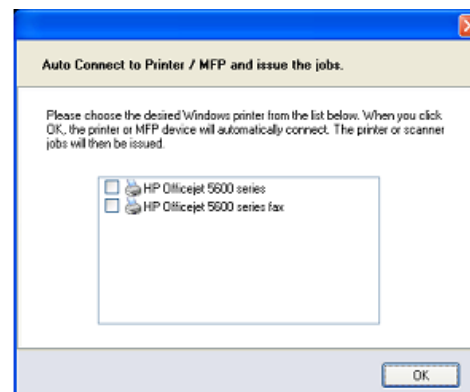 Auto Connect to Printer / MFP and issue the jobs.
Please choose the desired Windows printer from the list below. When you click
OK, the printer or MFP device will automatically connect. The printer or scanner
jobs will then be issued.
HP Officejet 5600 series
HP Officejet 5600 series fax
OK